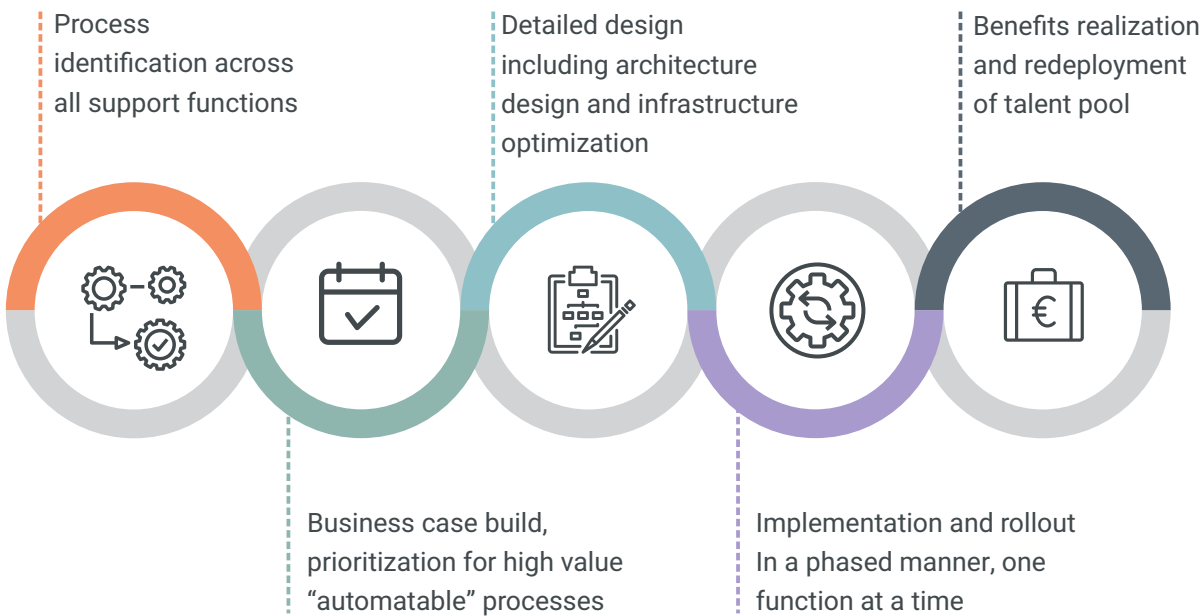 Process
identification across
all support functions
Detailed design
including architecture
design and infrastructure
optimization
Benefits realization
and redeployment
of talent pool
€
Business case build,
prioritization for high value
“automatable” processes
Implementation and rollout
In a phased manner, one
function at a time